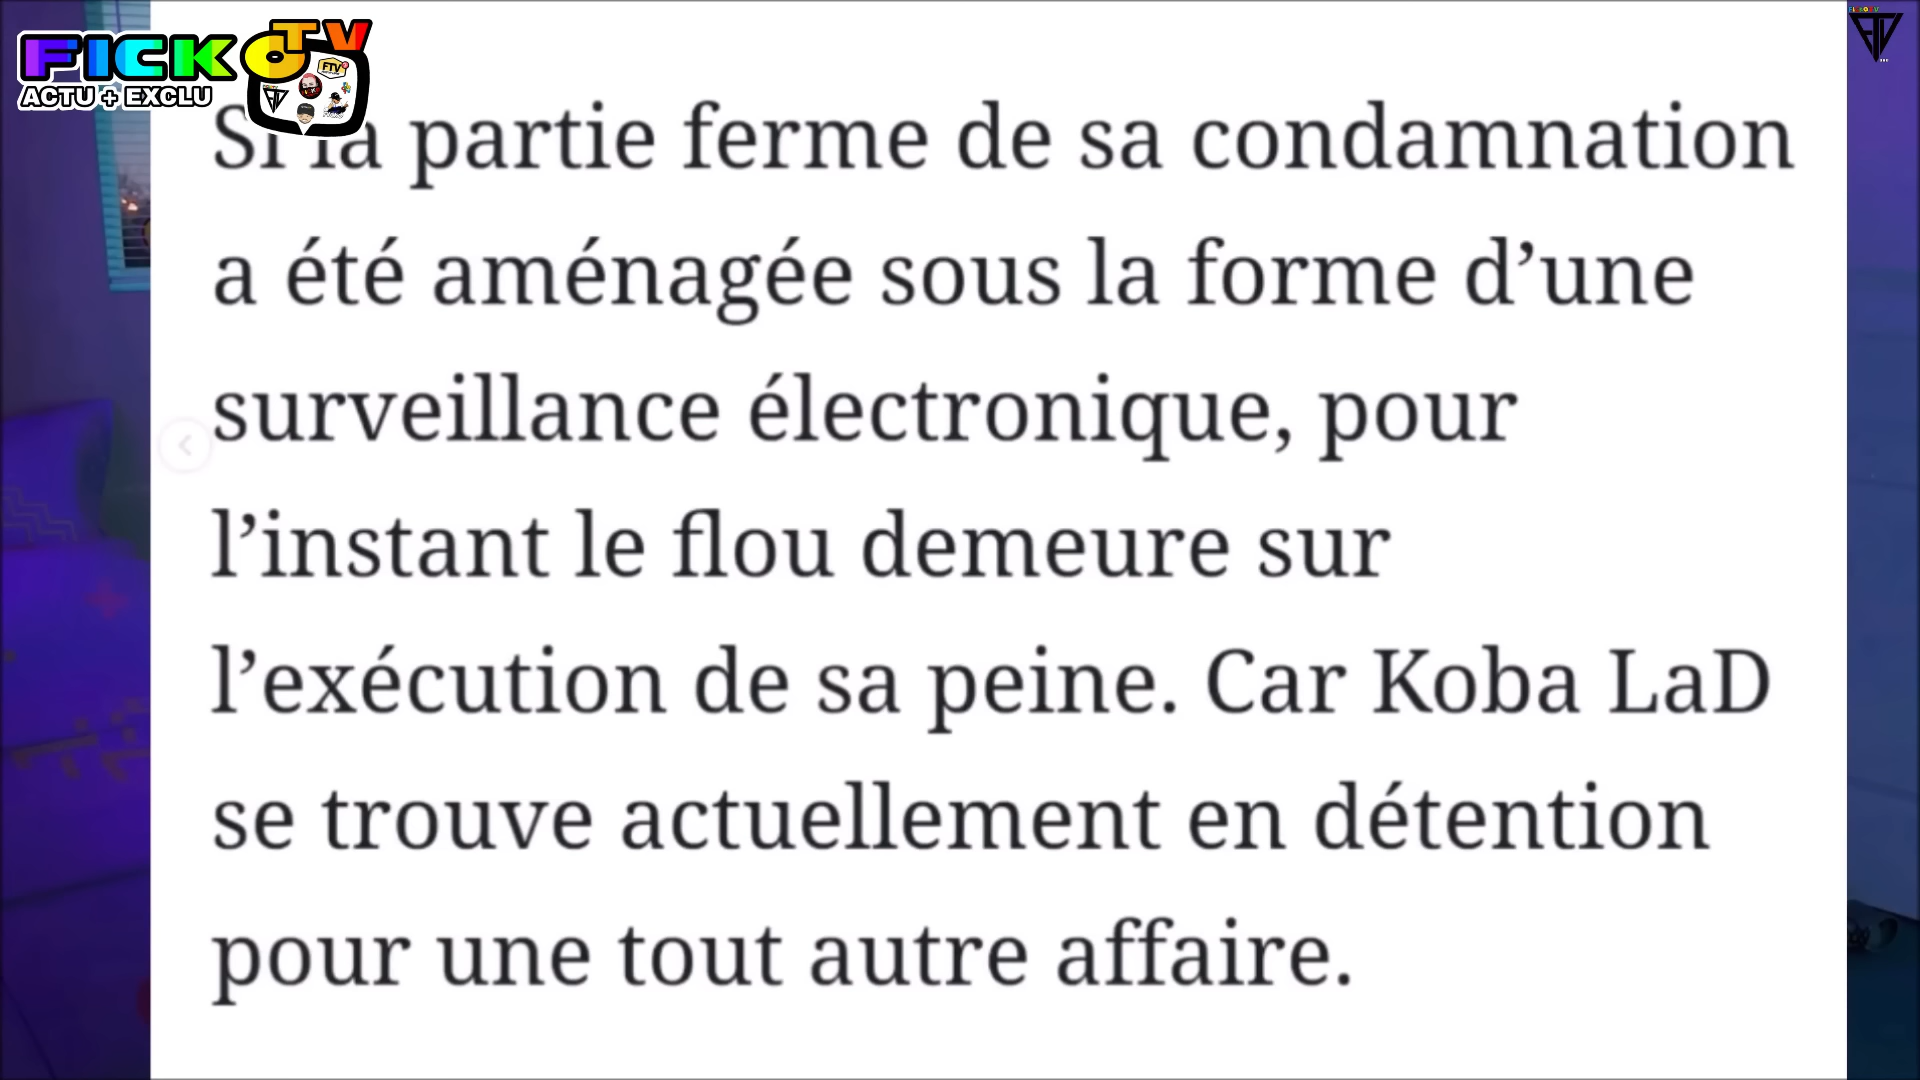 FICKO TV
ACTU + EXCLU
FTV
Si la partie ferme de sa condamnation
a été aménagée sous la forme d’une
surveillance électronique, pour
l’instant le flou demeure sur
l’exécution de sa peine. Car Koba LaD
se trouve actuellement en détention
pour une tout autre affaire.